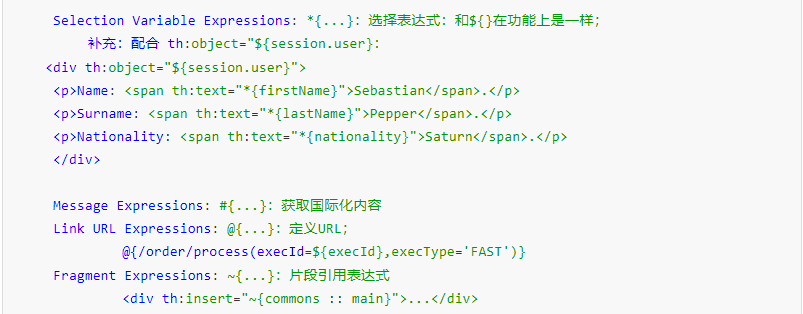 Selection Variable Expressions: *{...}：选择表达式：和${}在功能上是一样；
补充：配合 th:object="${session.user}：
<div th:object="${session.user}">
<p>Name: <span th:text="*{firstName}">Sebastian</span>.</p>
<p>Surname: <span th:text="*{lastName}">Pepper</span>.</p>
<p>Nationality: <span th:text="*{nationality}">Saturn</span>.</p>
</div>
Message Expressions: #{...}：获取国际化内容
Link URL Expressions: @{...}：定义URL；
@{/order/process(execId=${execId},execType='FAST')}
Fragment Expressions: ~{...}：片段引用表达式
<div th:insert="~{commons :: main}">...</div>